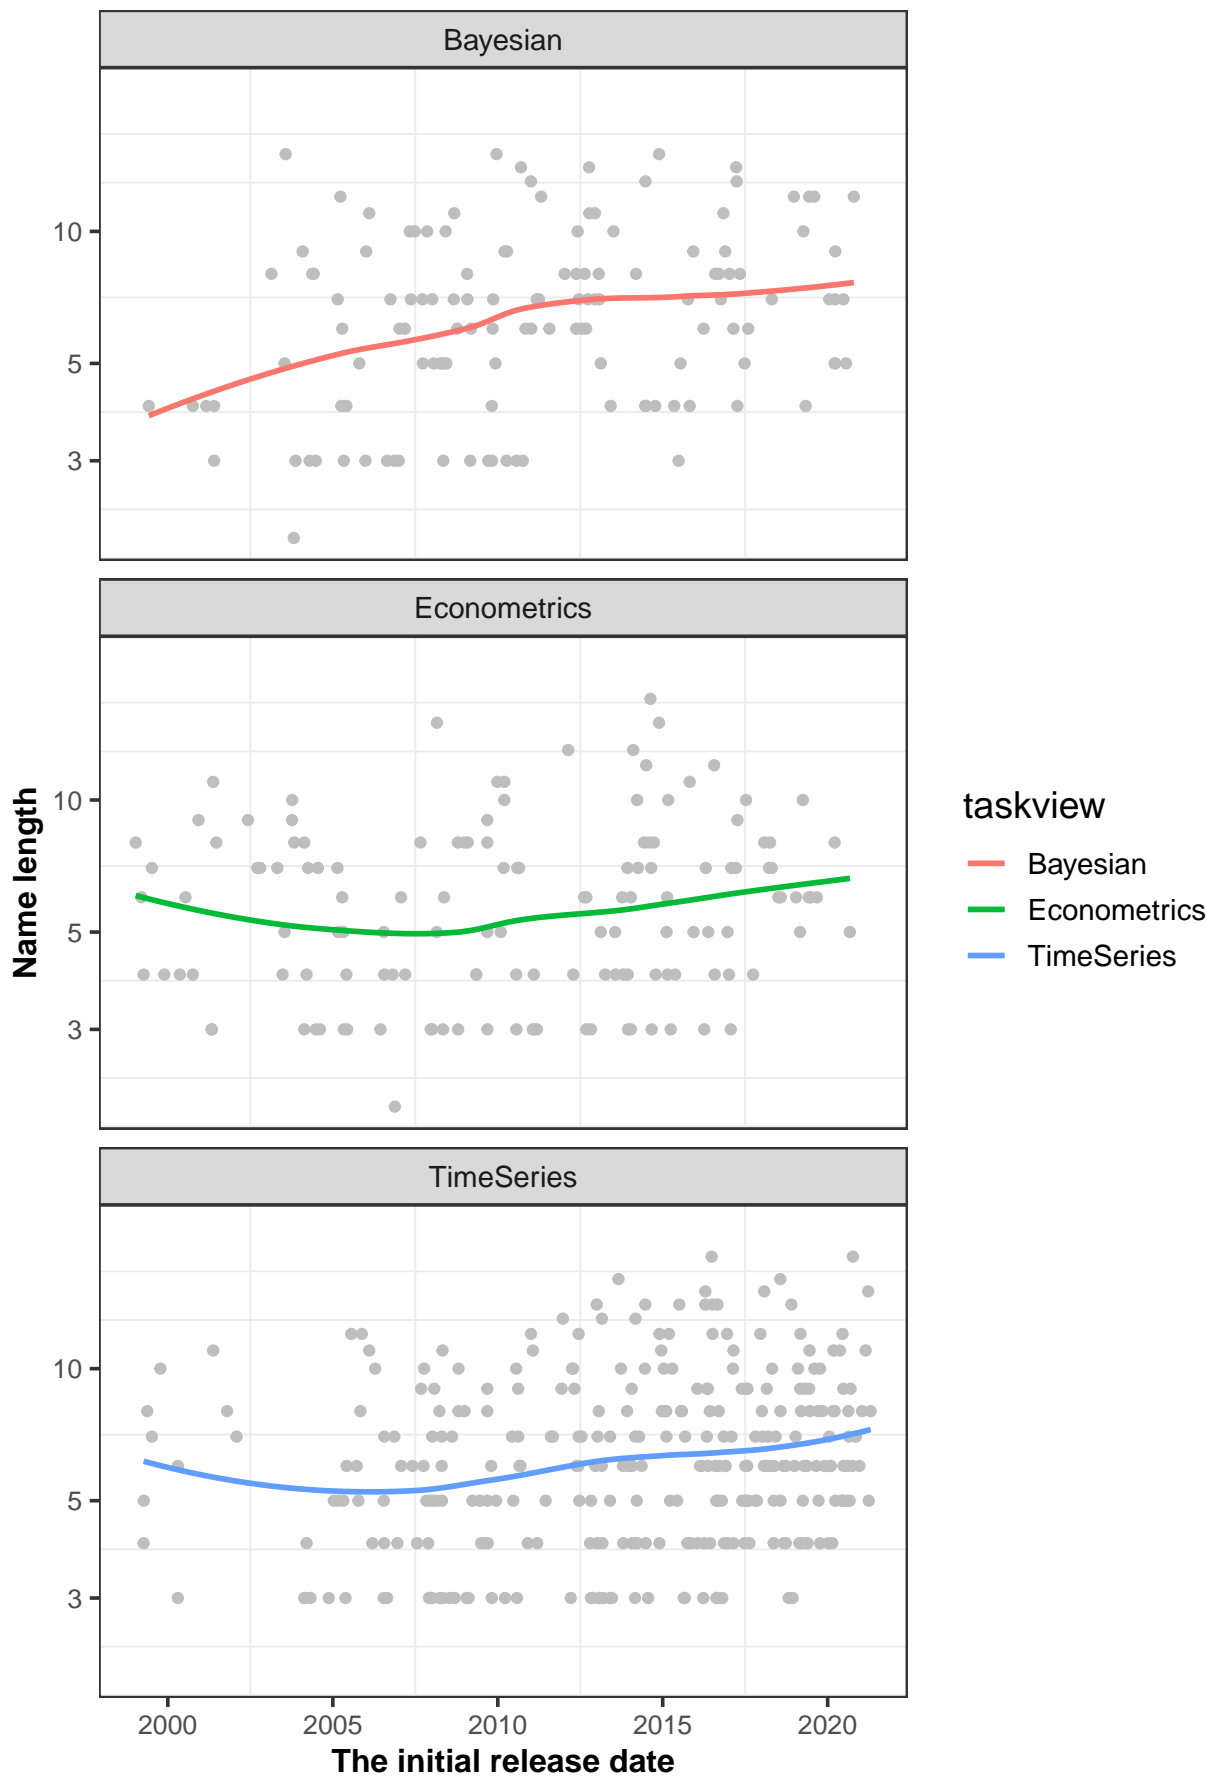 Bayesian
10
5
3
Econometrics
10
5
3
Name length
taskview
Bayesian
Econometrics
TimeSeries
TimeSeries
10
5
3
2000 2005 2010 2015 2020
The initial release date